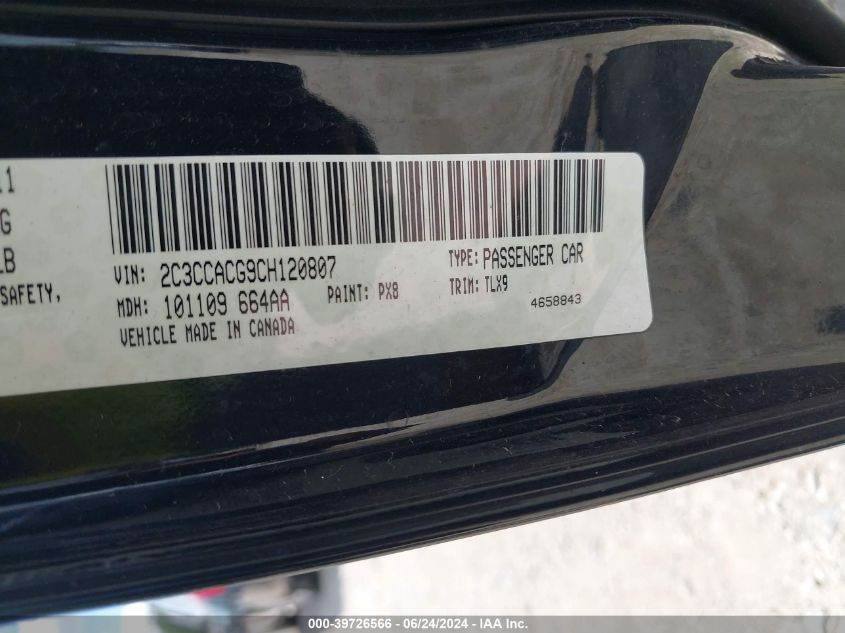 11
G
LB
SAFETY,
VIN: 2C3CCACG9CH120807
TYPE: PASSENGER CAR
MDH: 101109 664AA
PAINT: PX8
TRIM: TLX9
VEHICLE MADE IN CANADA
4658843
000-39726566 - 06/24/2024 - IAA Inc.